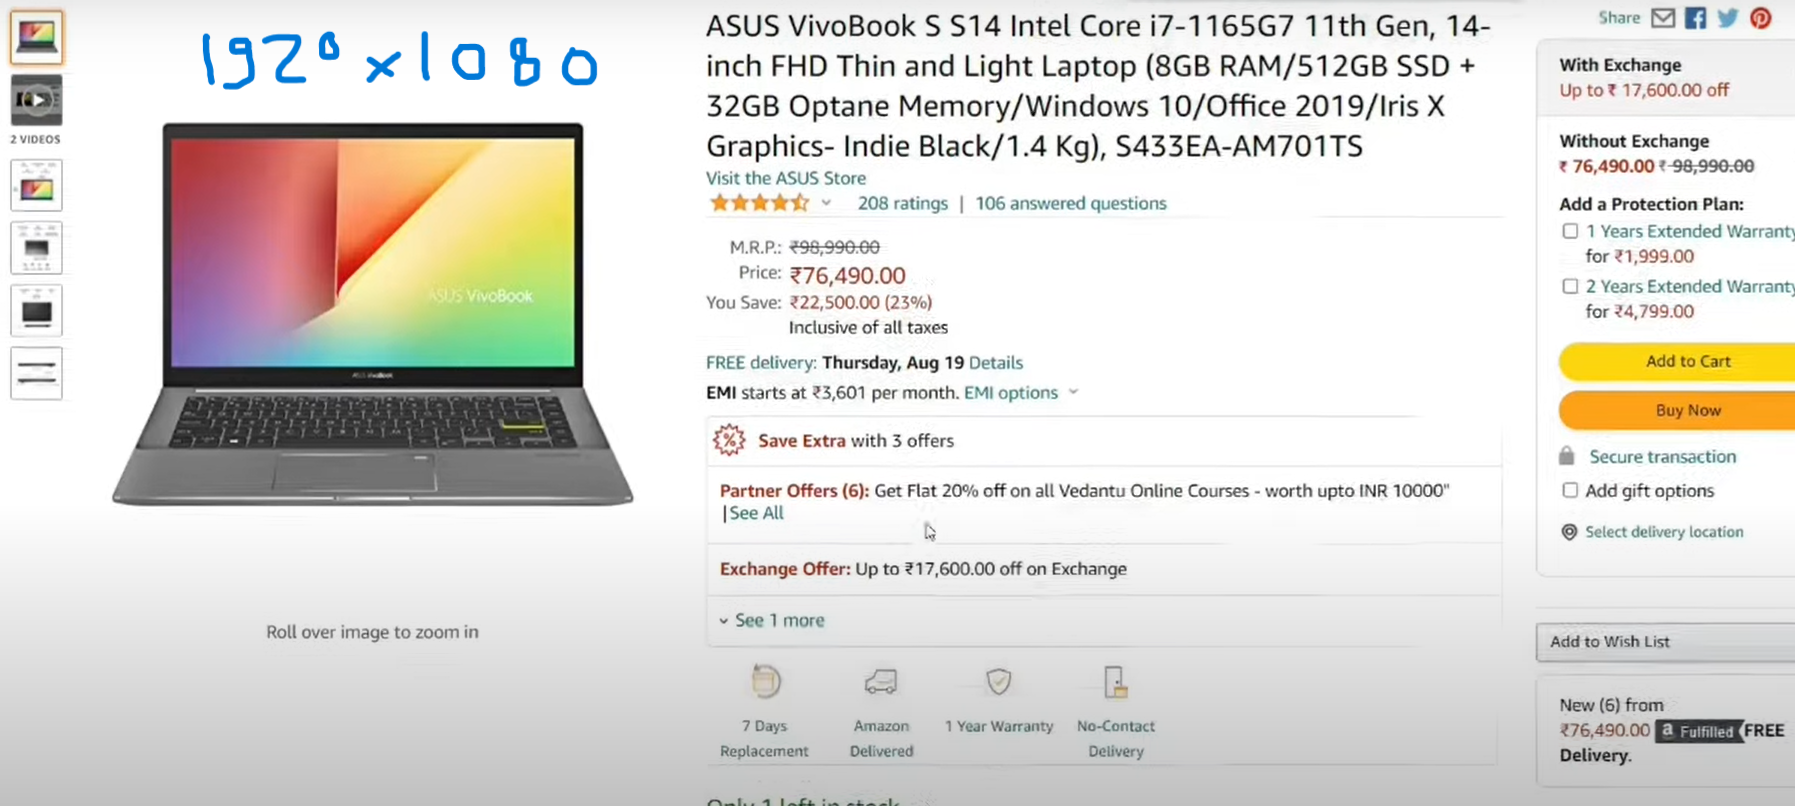 1920 x 1080
2 VIDEOS
ASUS VivoBook
ASUS VivoBook
Roll over image to zoom in
ASUS VivoBook S S14 Intel Core i7-1165G7 11th Gen, 14-
inch FHD Thin and Light Laptop (8GB RAM/512GB SSD +
32GB Optane Memory/Windows 10/Office 2019/Iris X
Graphics- Indie Black/1.4 Kg), S433EA-AM701TS
Visit the ASUS Store
208 ratings | 106 answered questions
M.R.P.: ₹98,990.00
Price: ₹76,490.00
You Save: ₹22,500.00 (23%)
Inclusive of all taxes
FREE delivery: Thursday, Aug 19 Details
EMI starts at ₹3,601 per month. EMI options
Save Extra with 3 offers
Partner Offers (6): Get Flat 20% off on all Vedantu Online Courses - worth upto INR 10000"
|See All
Exchange Offer: Up to ₹17,600.00 off on Exchange
See 1 more
7 Days
Replacement
Amazon
Delivered
1 Year Warranty
No-Contact
Delivery
Only 1 left in stock
Share
With Exchange
Up to ₹ 17,600.00 off
Without Exchange
₹ 76,490.00 ₹ 98,990.00
Add a Protection Plan:
1 Years Extended Warranty
for ₹1,999.00
2 Years Extended Warranty
for ₹4,799.00
Add to Cart
Buy Now
Secure transaction
Add gift options
Select delivery location
Add to Wish List
New (6) from
₹76,490.00 a Fulfilled FREE
Delivery.